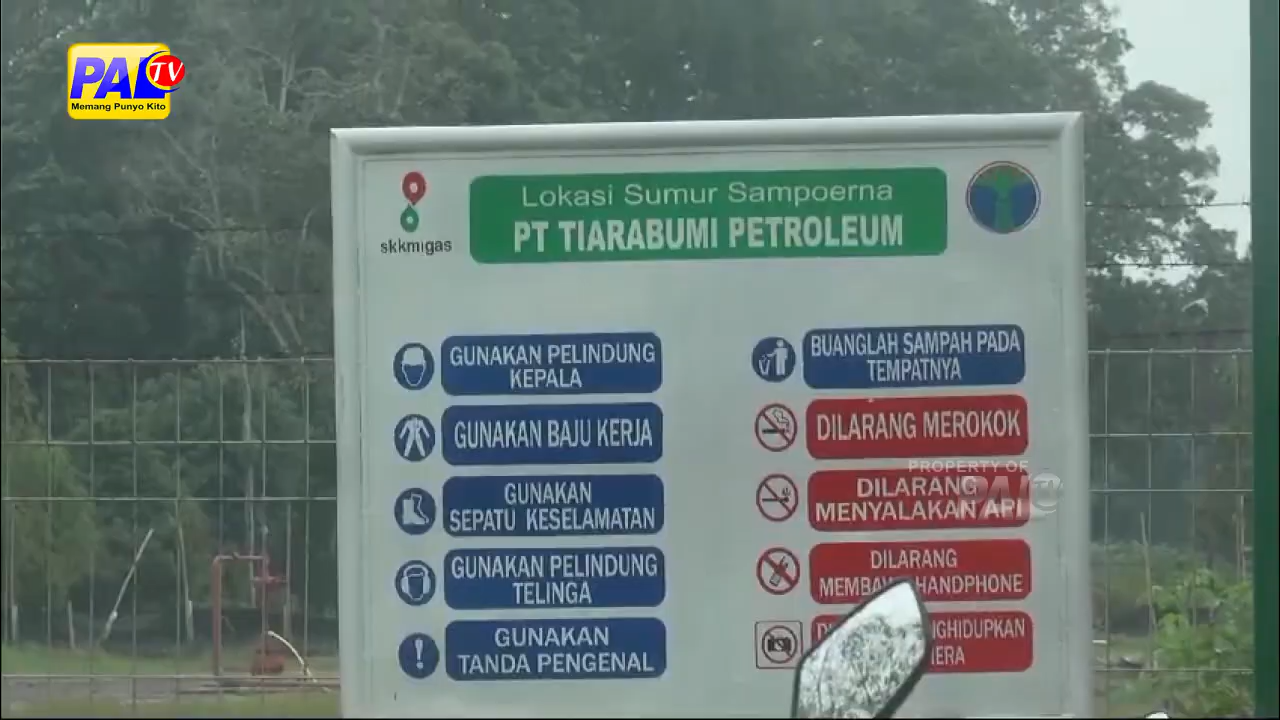 PAL TV
Memang Punyo Kito
skkmigas
Lokasi Sumur Sampoerna
PT TIARABUMI PETROLEUM
GUNAKAN PELINDUNG
KEPALA
GUNAKAN BAJU KERJA
GUNAKAN
SEPATU KESELAMATAN
GUNAKAN PELINDUNG
TELINGA
GUNAKAN
TANDA PENGENAL
BUANGLAH SAMPAH PADA
TEMPATNYA
DILARANG MEROKOK
DILARANG
MENYALAKAN API
DILARANG
HANDPHONE
PROPERTY OF
PAL TV